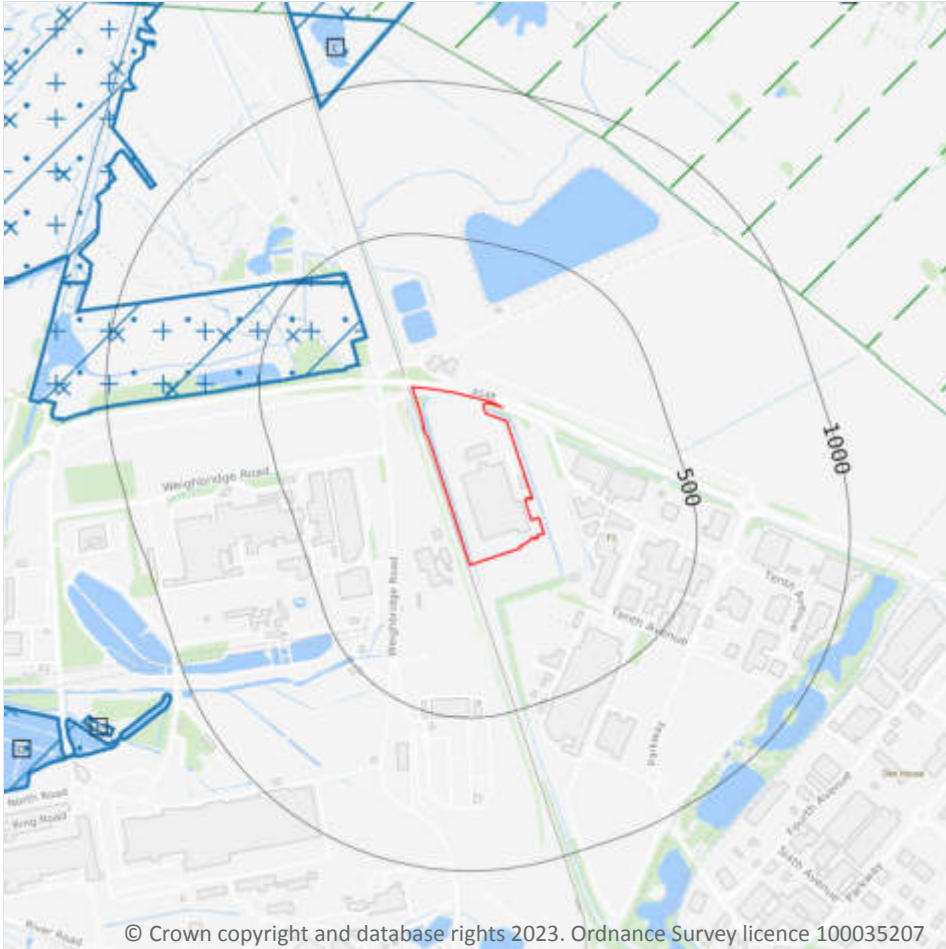 1000
500
Weighbridge Road
Weighbridge Road
Tenth Avenue
Tenth Avenue
Parkway
North Road
Ring Road
Fourth Avenue
Sixth Avenue
Parkway
River Road
© Crown copyright and database rights 2023. Ordnance Survey licence 100035207